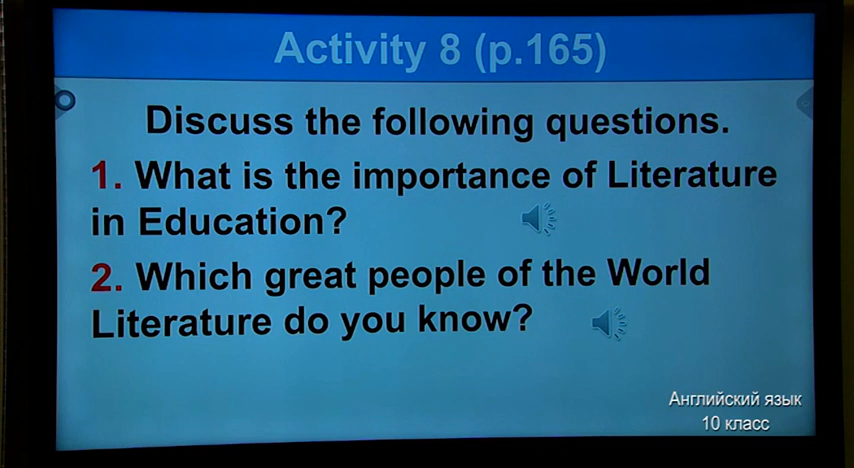 Activity 8 (p.165)
Discuss the following questions.
1. What is the importance of Literature
in Education?
2. Which great people of the World
Literature do you know?
Английский язык
10 класс